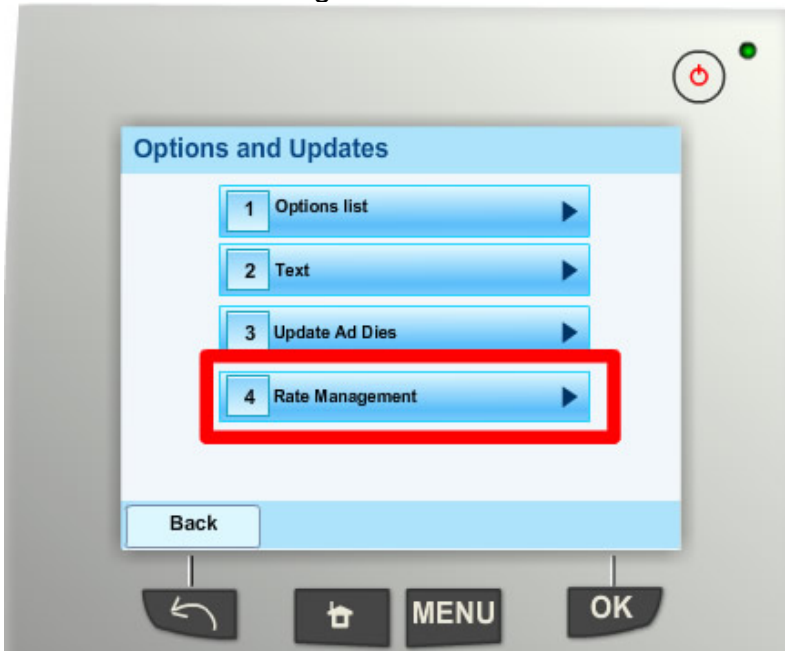 Options and Updates
1 Options list
2 Text
3 Update Ad Dies
4 Rate Management
Back
MENU
OK